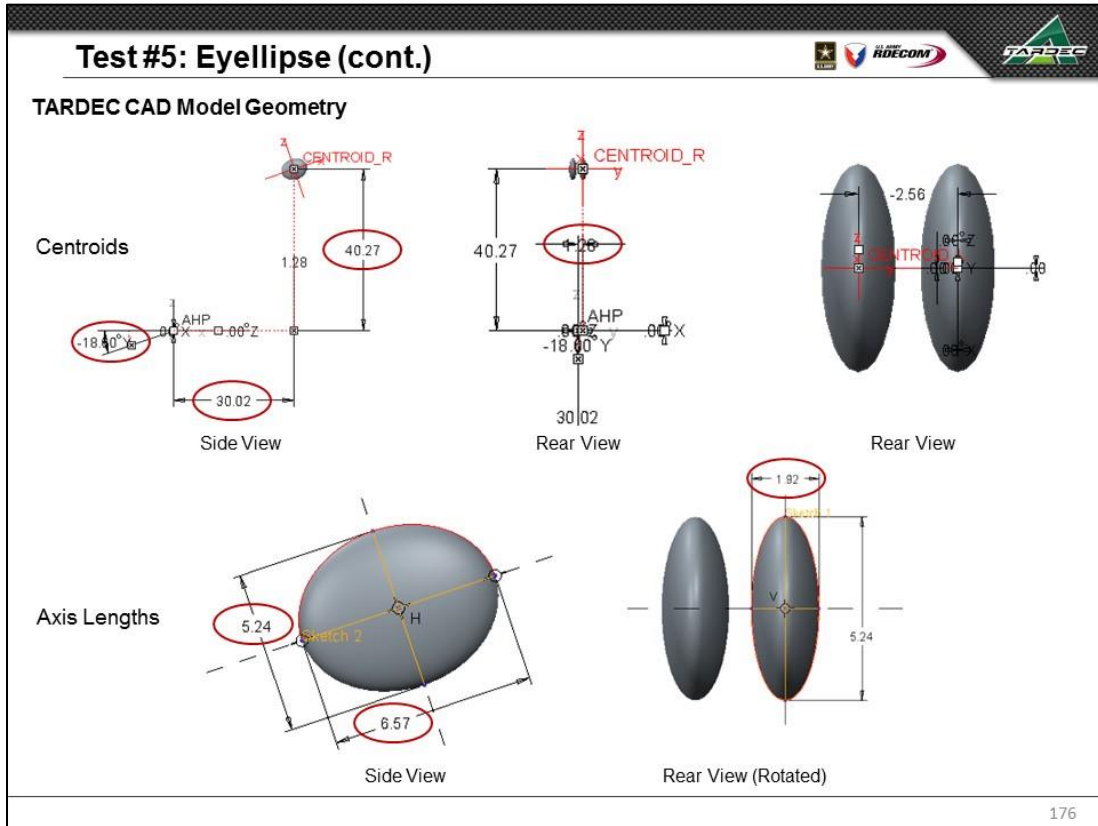 Test #5: Eyellipse (cont.)
U.S. ARMY
U.S. ARMY
RDECOM
TARDEC
TARDEC CAD Model Geometry
z
CENTROID_R
z
CENTROID_R
y
-2.56
Centroids
40.27
1.28
40.27
AHP
.00°Z
AHP
-18.60°Y
30.02
30.02
Side View
Rear View
Rear View
1.92
Sketch 1
Axis Lengths
5.24
H
Sketch 2
V
5.24
6.57
Side View
Rear View (Rotated)
176